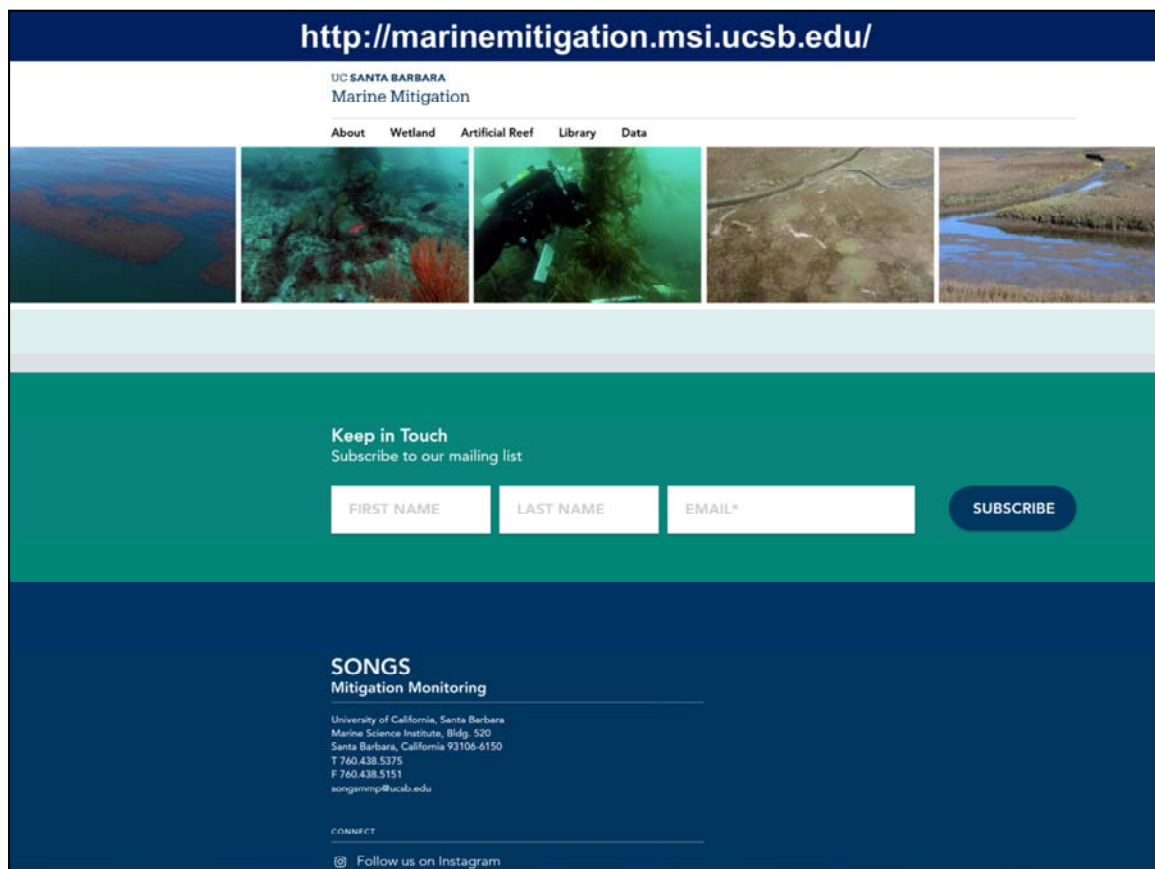 http://marinemitigation.msi.ucsb.edu/
UC SANTA BARBARA
Marine Mitigation
About Wetland Artificial Reef Library Data
Keep in Touch
Subscribe to our mailing list
FIRST NAME LAST NAME EMAIL* SUBSCRIBE
SONGS
Mitigation Monitoring
University of California, Santa Barbara
Marine Science Institute, Bldg. 520
Santa Barbara, California 93106-6150
T 760.438.5375
F 760.438.5151
songsmmp@ucsb.edu
CONNECT
Follow us on Instagram